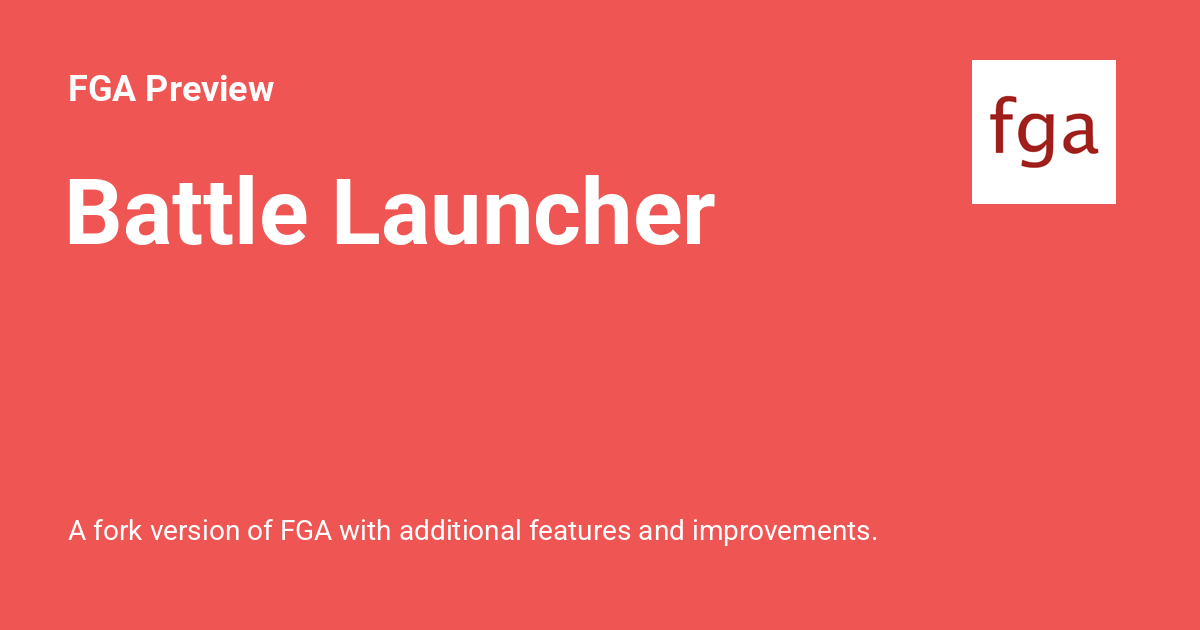 FGA Preview
fga
Battle Launcher
A fork version of FGA with additional features and improvements.